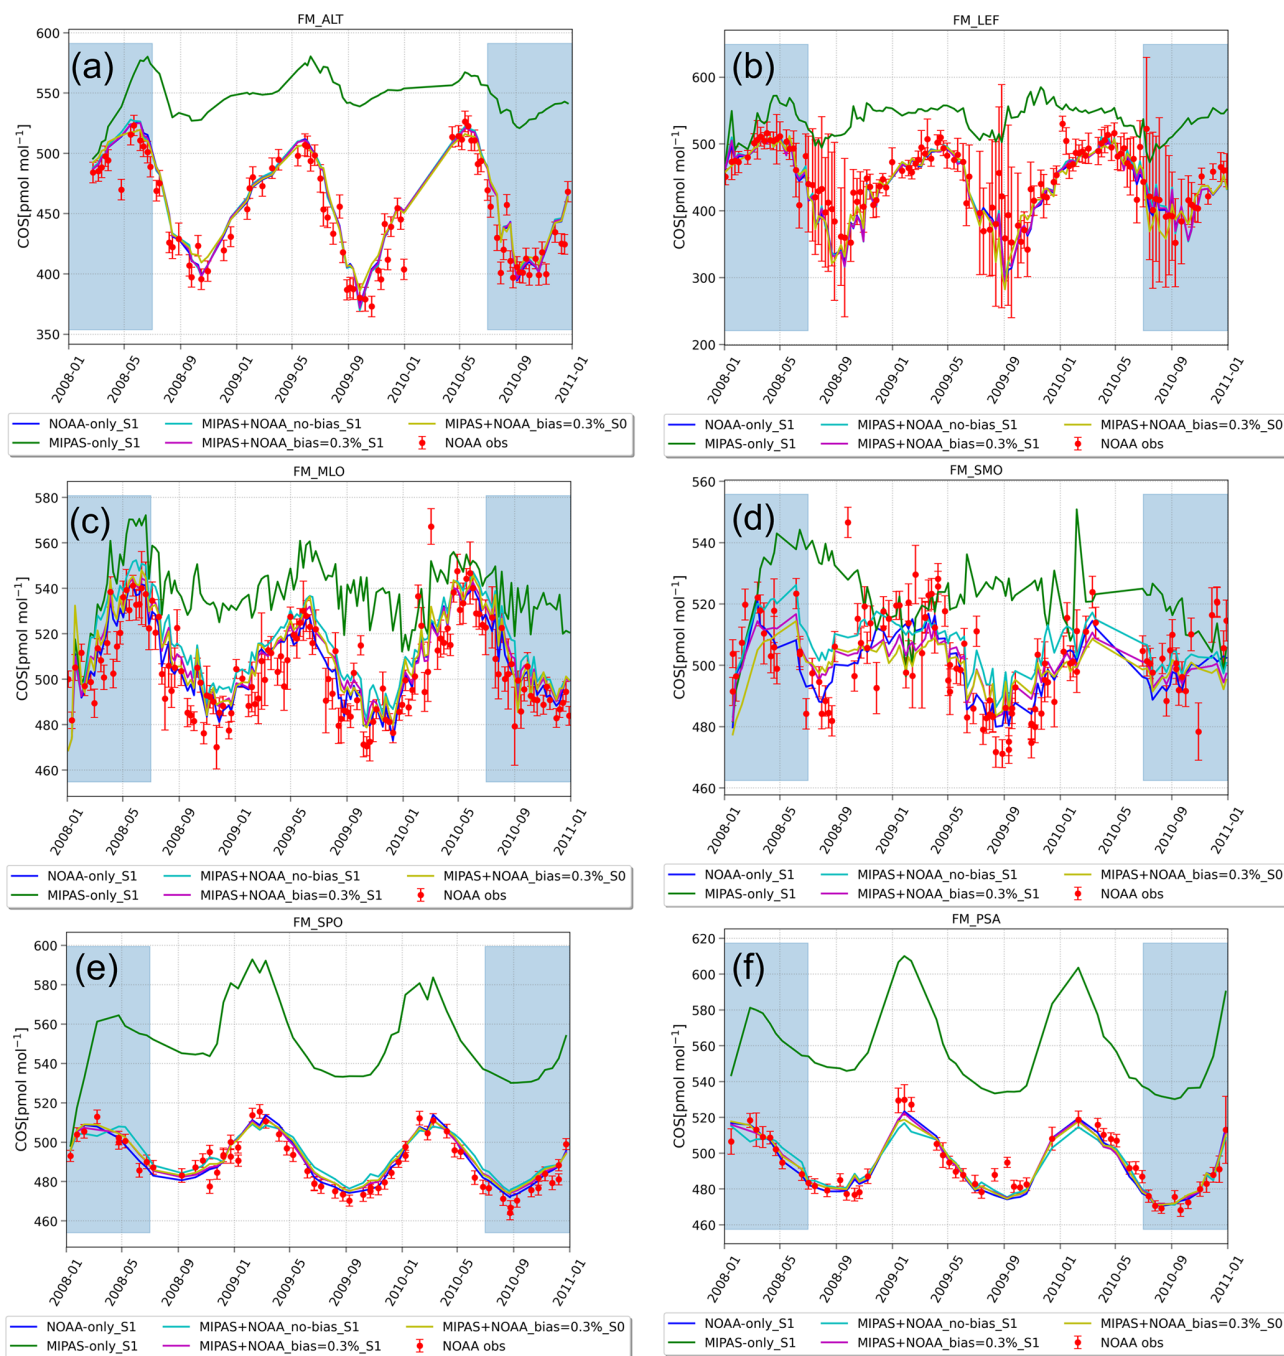 FM_ALT
(a)
COS[pmol mol⁻¹]
600
550
500
450
400
350
2008-01
2008-05
2008-09
2009-01
2009-05
2009-09
2010-01
2010-05
2010-09
2011-01
NOAA-only_S1
MIPAS+NOAA_no-bias_S1
MIPAS+NOAA_bias=0.3%_S0
MIPAS-only_S1
MIPAS+NOAA_bias=0.3%_S1
NOAA obs
FM_LEF
(b)
COS[pmol mol⁻¹]
600
500
400
300
200
2008-01
2008-05
2008-09
2009-01
2009-05
2009-09
2010-01
2010-05
2010-09
2011-01
NOAA-only_S1
MIPAS+NOAA_no-bias_S1
MIPAS+NOAA_bias=0.3%_S0
MIPAS-only_S1
MIPAS+NOAA_bias=0.3%_S1
NOAA obs
FM_MLO
(c)
COS[pmol mol⁻¹]
580
560
540
520
500
480
460
2008-01
2008-05
2008-09
2009-01
2009-05
2009-09
2010-01
2010-05
2010-09
2011-01
NOAA-only_S1
MIPAS+NOAA_no-bias_S1
MIPAS+NOAA_bias=0.3%_S0
MIPAS-only_S1
MIPAS+NOAA_bias=0.3%_S1
NOAA obs
FM_SMO
(d)
COS[pmol mol⁻¹]
560
540
520
500
480
460
2008-01
2008-05
2008-09
2009-01
2009-05
2009-09
2010-01
2010-05
2010-09
2011-01
NOAA-only_S1
MIPAS+NOAA_no-bias_S1
MIPAS+NOAA_bias=0.3%_S0
MIPAS-only_S1
MIPAS+NOAA_bias=0.3%_S1
NOAA obs
FM_SPO
(e)
COS[pmol mol⁻¹]
600
580
560
540
520
500
480
460
2008-01
2008-05
2008-09
2009-01
2009-05
2009-09
2010-01
2010-05
2010-09
2011-01
NOAA-only_S1
MIPAS+NOAA_no-bias_S1
MIPAS+NOAA_bias=0.3%_S0
MIPAS-only_S1
MIPAS+NOAA_bias=0.3%_S1
NOAA obs
FM_PSA
(f)
COS[pmol mol⁻¹]
620
600
580
560
540
520
500
480
460
2008-01
2008-05
2008-09
2009-01
2009-05
2009-09
2010-01
2010-05
2010-09
2011-01
NOAA-only_S1
MIPAS+NOAA_no-bias_S1
MIPAS+NOAA_bias=0.3%_S0
MIPAS-only_S1
MIPAS+NOAA_bias=0.3%_S1
NOAA obs